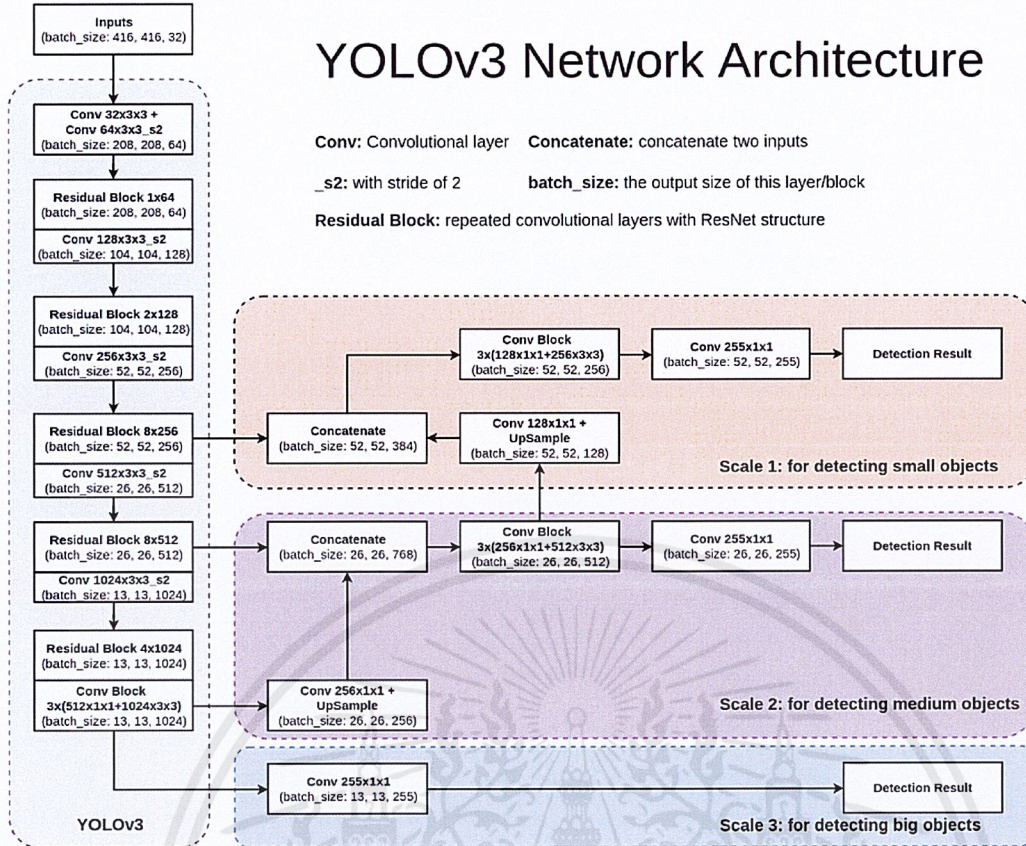 YOLOv3 Network Architecture
Conv: Convolutional layer Concatenate: concatenate two inputs
_s2: with stride of 2 batch_size: the output size of this layer/block
Residual Block: repeated convolutional layers with ResNet structure
Inputs
(batch_size: 416, 416, 32)
Conv 32x3x3 +
Conv 64x3x3_s2
(batch_size: 208, 208, 64)
Residual Block 1x64
(batch_size: 208, 208, 64)
Conv 128x3x3_s2
(batch_size: 104, 104, 128)
Residual Block 2x128
(batch_size: 104, 104, 128)
Conv 256x3x3_s2
(batch_size: 52, 52, 256)
Residual Block 8x256
(batch_size: 52, 52, 256)
Conv 512x3x3_s2
(batch_size: 26, 26, 512)
Residual Block 8x512
(batch_size: 26, 26, 512)
Conv 1024x3x3_s2
(batch_size: 13, 13, 1024)
Residual Block 4x1024
(batch_size: 13, 13, 1024)
Conv Block
3x(512x1x1+1024x3x3)
(batch_size: 13, 13, 1024)
YOLOv3
Conv Block
3x(128x1x1+256x3x3)
(batch_size: 52, 52, 256)
Conv 255x1x1
(batch_size: 52, 52, 255)
Detection Result
Concatenate
(batch_size: 52, 52, 384)
Conv 128x1x1 +
UpSample
(batch_size: 52, 52, 128)
Scale 1: for detecting small objects
Concatenate
(batch_size: 26, 26, 768)
Conv Block
3x(256x1x1+512x3x3)
(batch_size: 26, 26, 512)
Conv 255x1x1
(batch_size: 26, 26, 255)
Detection Result
Conv 256x1x1 +
UpSample
(batch_size: 26, 26, 256)
Scale 2: for detecting medium objects
Conv 255x1x1
(batch_size: 13, 13, 255)
Detection Result
Scale 3: for detecting big objects